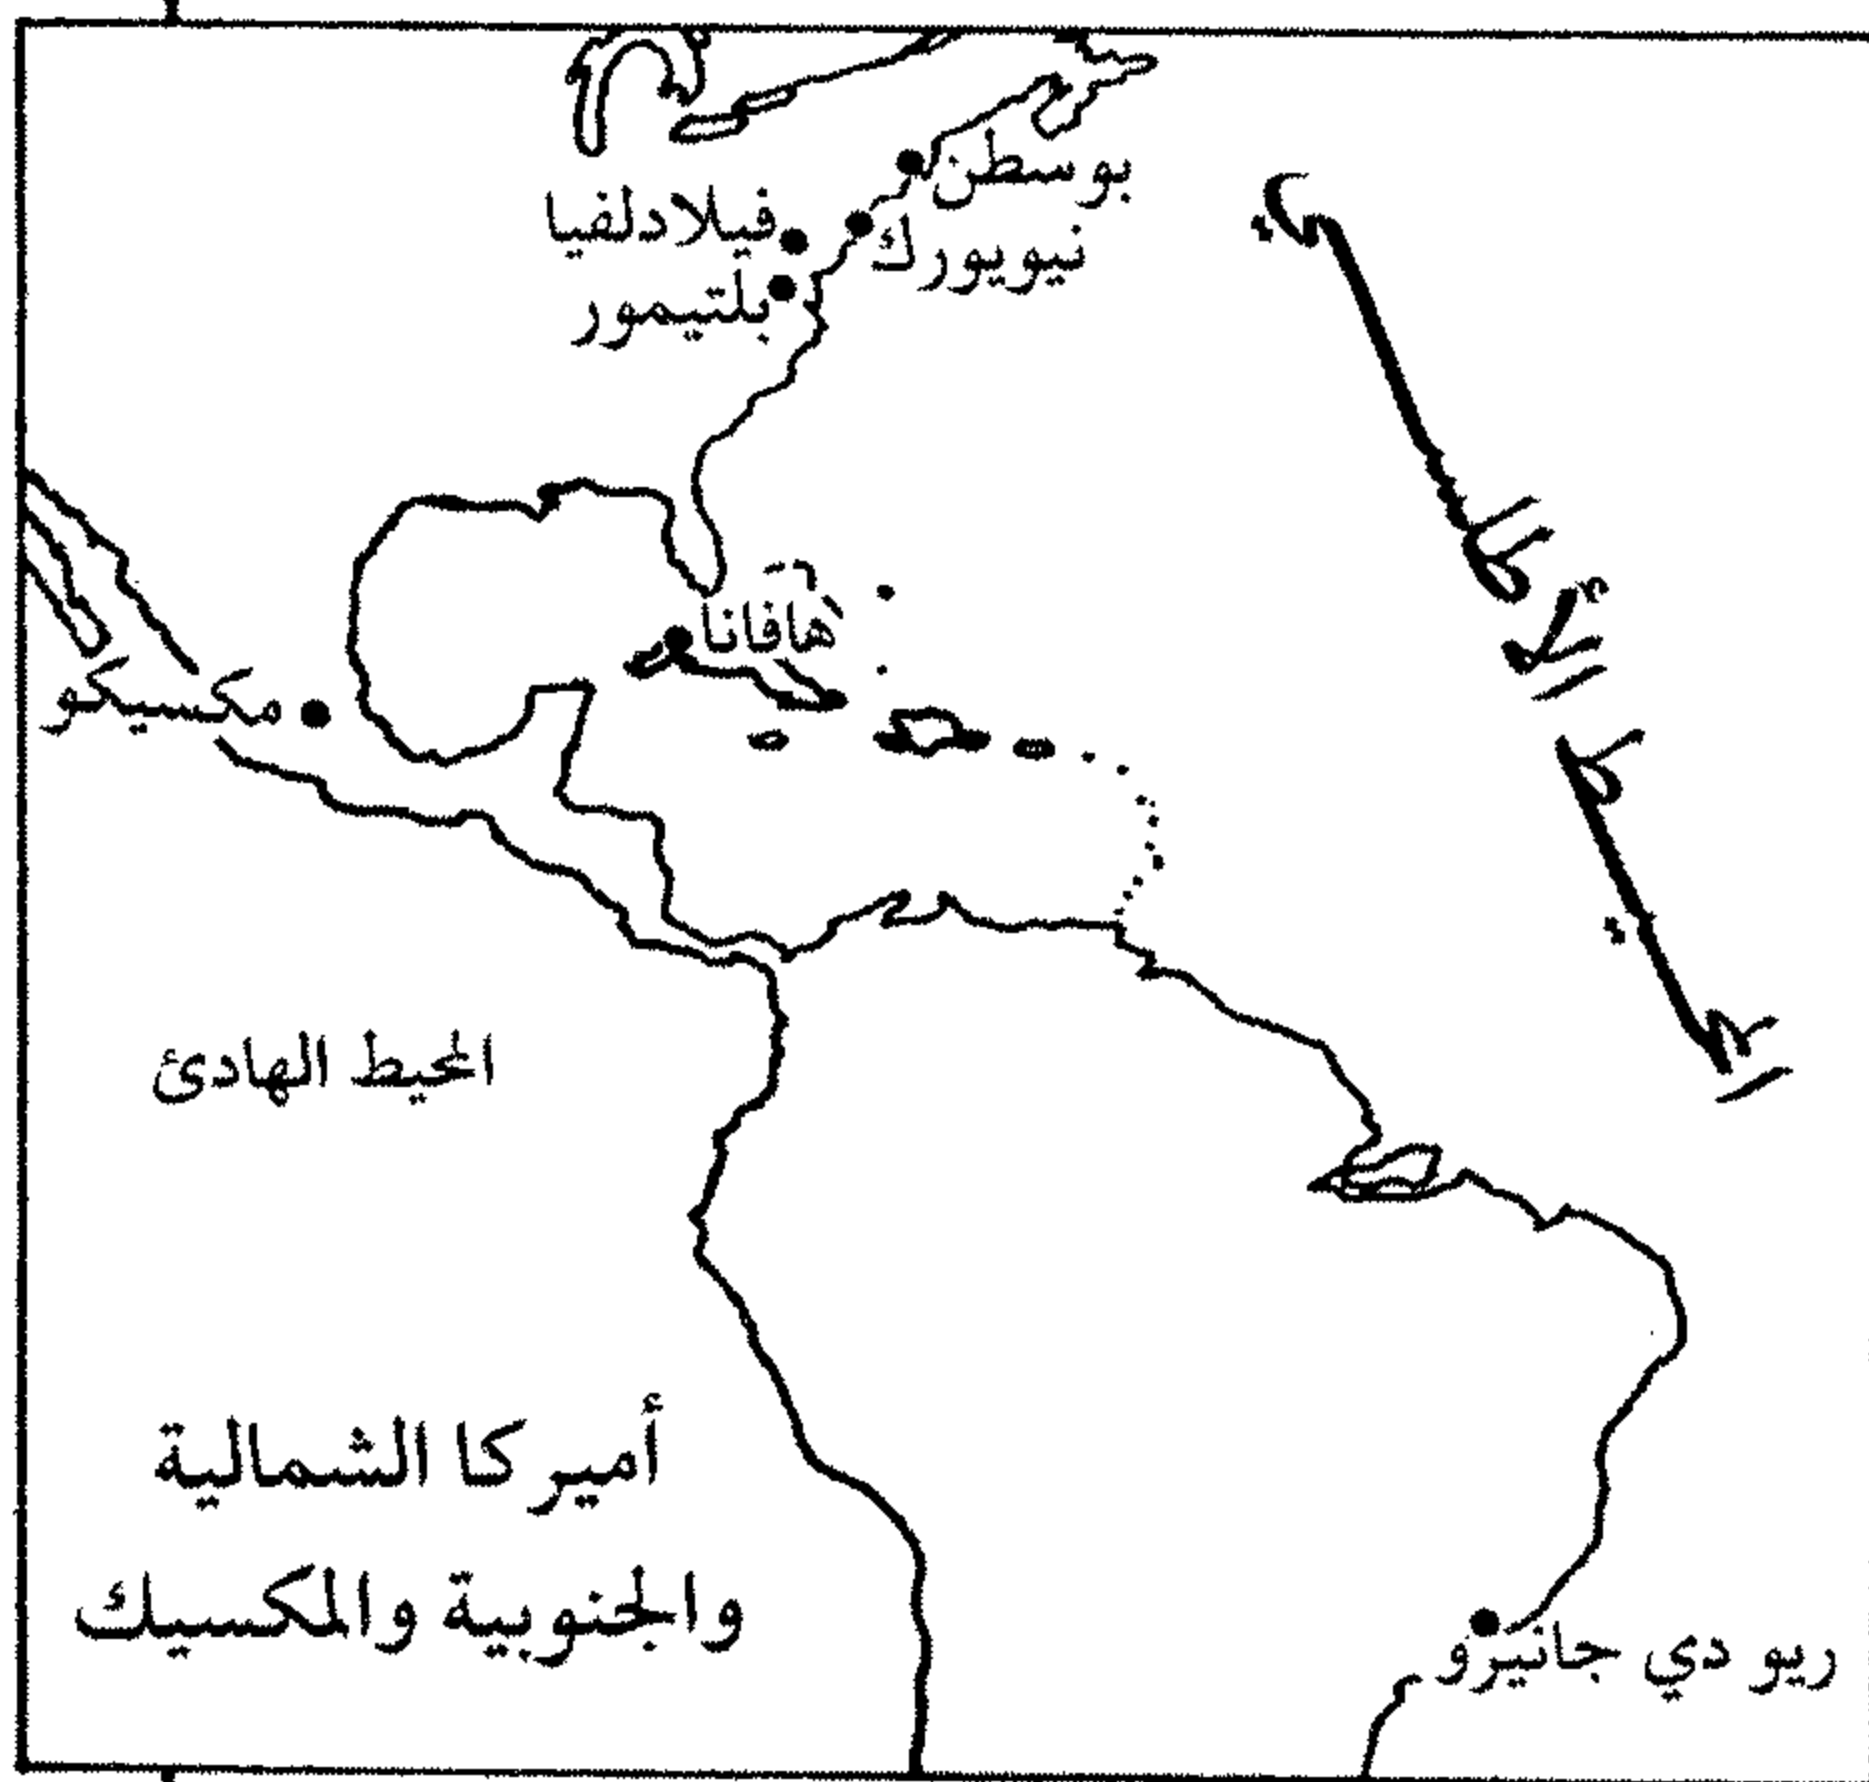 بوسطن
فيلادلفيا
نيويورك
بلتيمور
المحيط الأطلسي
هافانا
مكسيكو
المحيط الهادئ
أميركا الشمالية
والجنوبية والمكسيك
ريو دي جانيرو